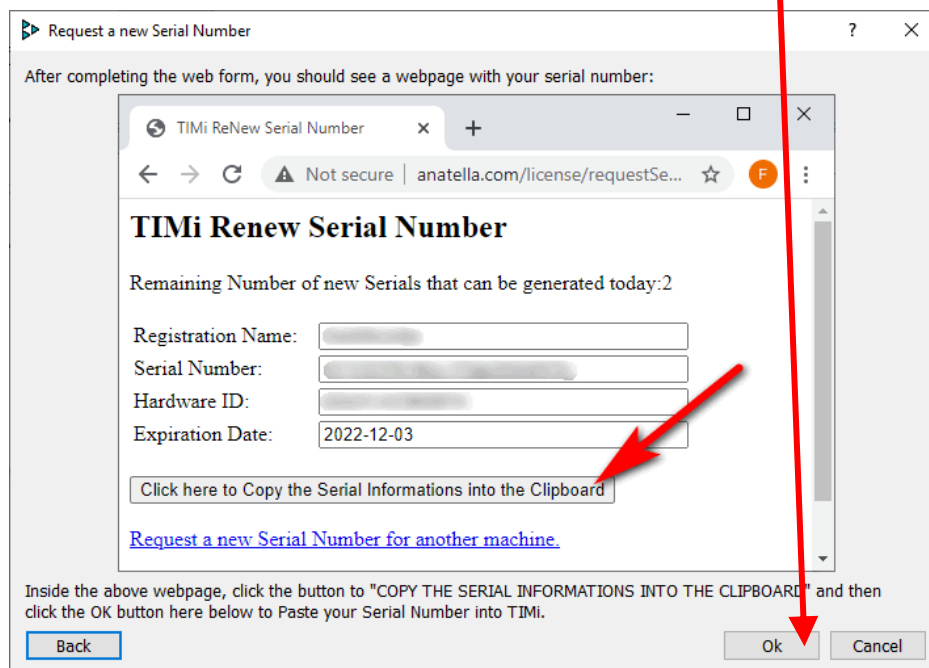 Request a new Serial Number
After completing the web form, you should see a webpage with your serial number:
TIMi ReNew Serial Number
Not secure | anatella.com/license/requestSe...
F
TIMi Renew Serial Number
Remaining Number of new Serials that can be generated today:2
Registration Name:
Serial Number:
Hardware ID:
Expiration Date: 2022-12-03
Click here to Copy the Serial Informations into the Clipboard
Request a new Serial Number for another machine.
Inside the above webpage, click the button to "COPY THE SERIAL INFORMATIONS INTO THE CLIPBOARD" and then
click the OK button here below to Paste your Serial Number into TIMi.
Back Ok Cancel